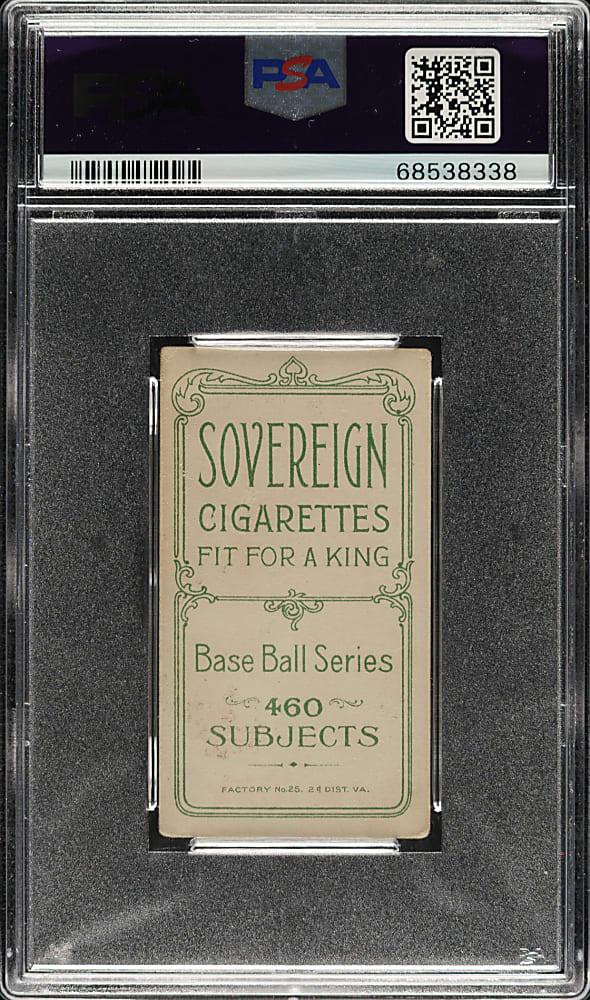 PSA
68538338
SOVEREIGN
CIGARETTES
FIT FOR A KING
Base Ball Series
460
SUBJECTS
FACTORY No.25. 2ᵈ DIST. VA.